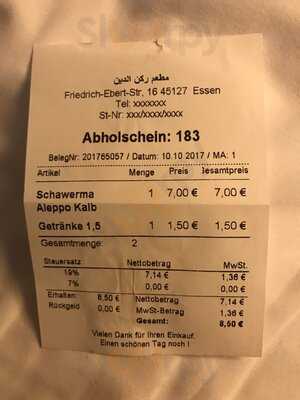 مطعم ركن الدين
Friedrich-Ebert-Str, 16 45127 Essen
Tel: xxxxxxx
St-Nr: xxx/xxxx/xxxx
Abholschein: 183
BelegNr: 201765057 / Datum: 10.10 2017 / MA: 1
Artikel Menge Preis Gesamtpreis
Schawerma 1 7,00 € 7,00 €
Aleppo Kalb
Getränke 1,5 1 1,50 € 1,50 €
Gesamtmenge: 2
Steuersatz Nettobetrag MwSt.
19% 7,14 € 1,36 €
7% 0,00 € 0,00 €
Erhalten: 8,50 € Nettobetrag 7,14 €
Rückgeld 0,00 € MwSt-Betrag 1,36 €
Gesamt: 8,50 €
Vielen Dank für Ihren Einkauf.
Einen schönen Tag noch !